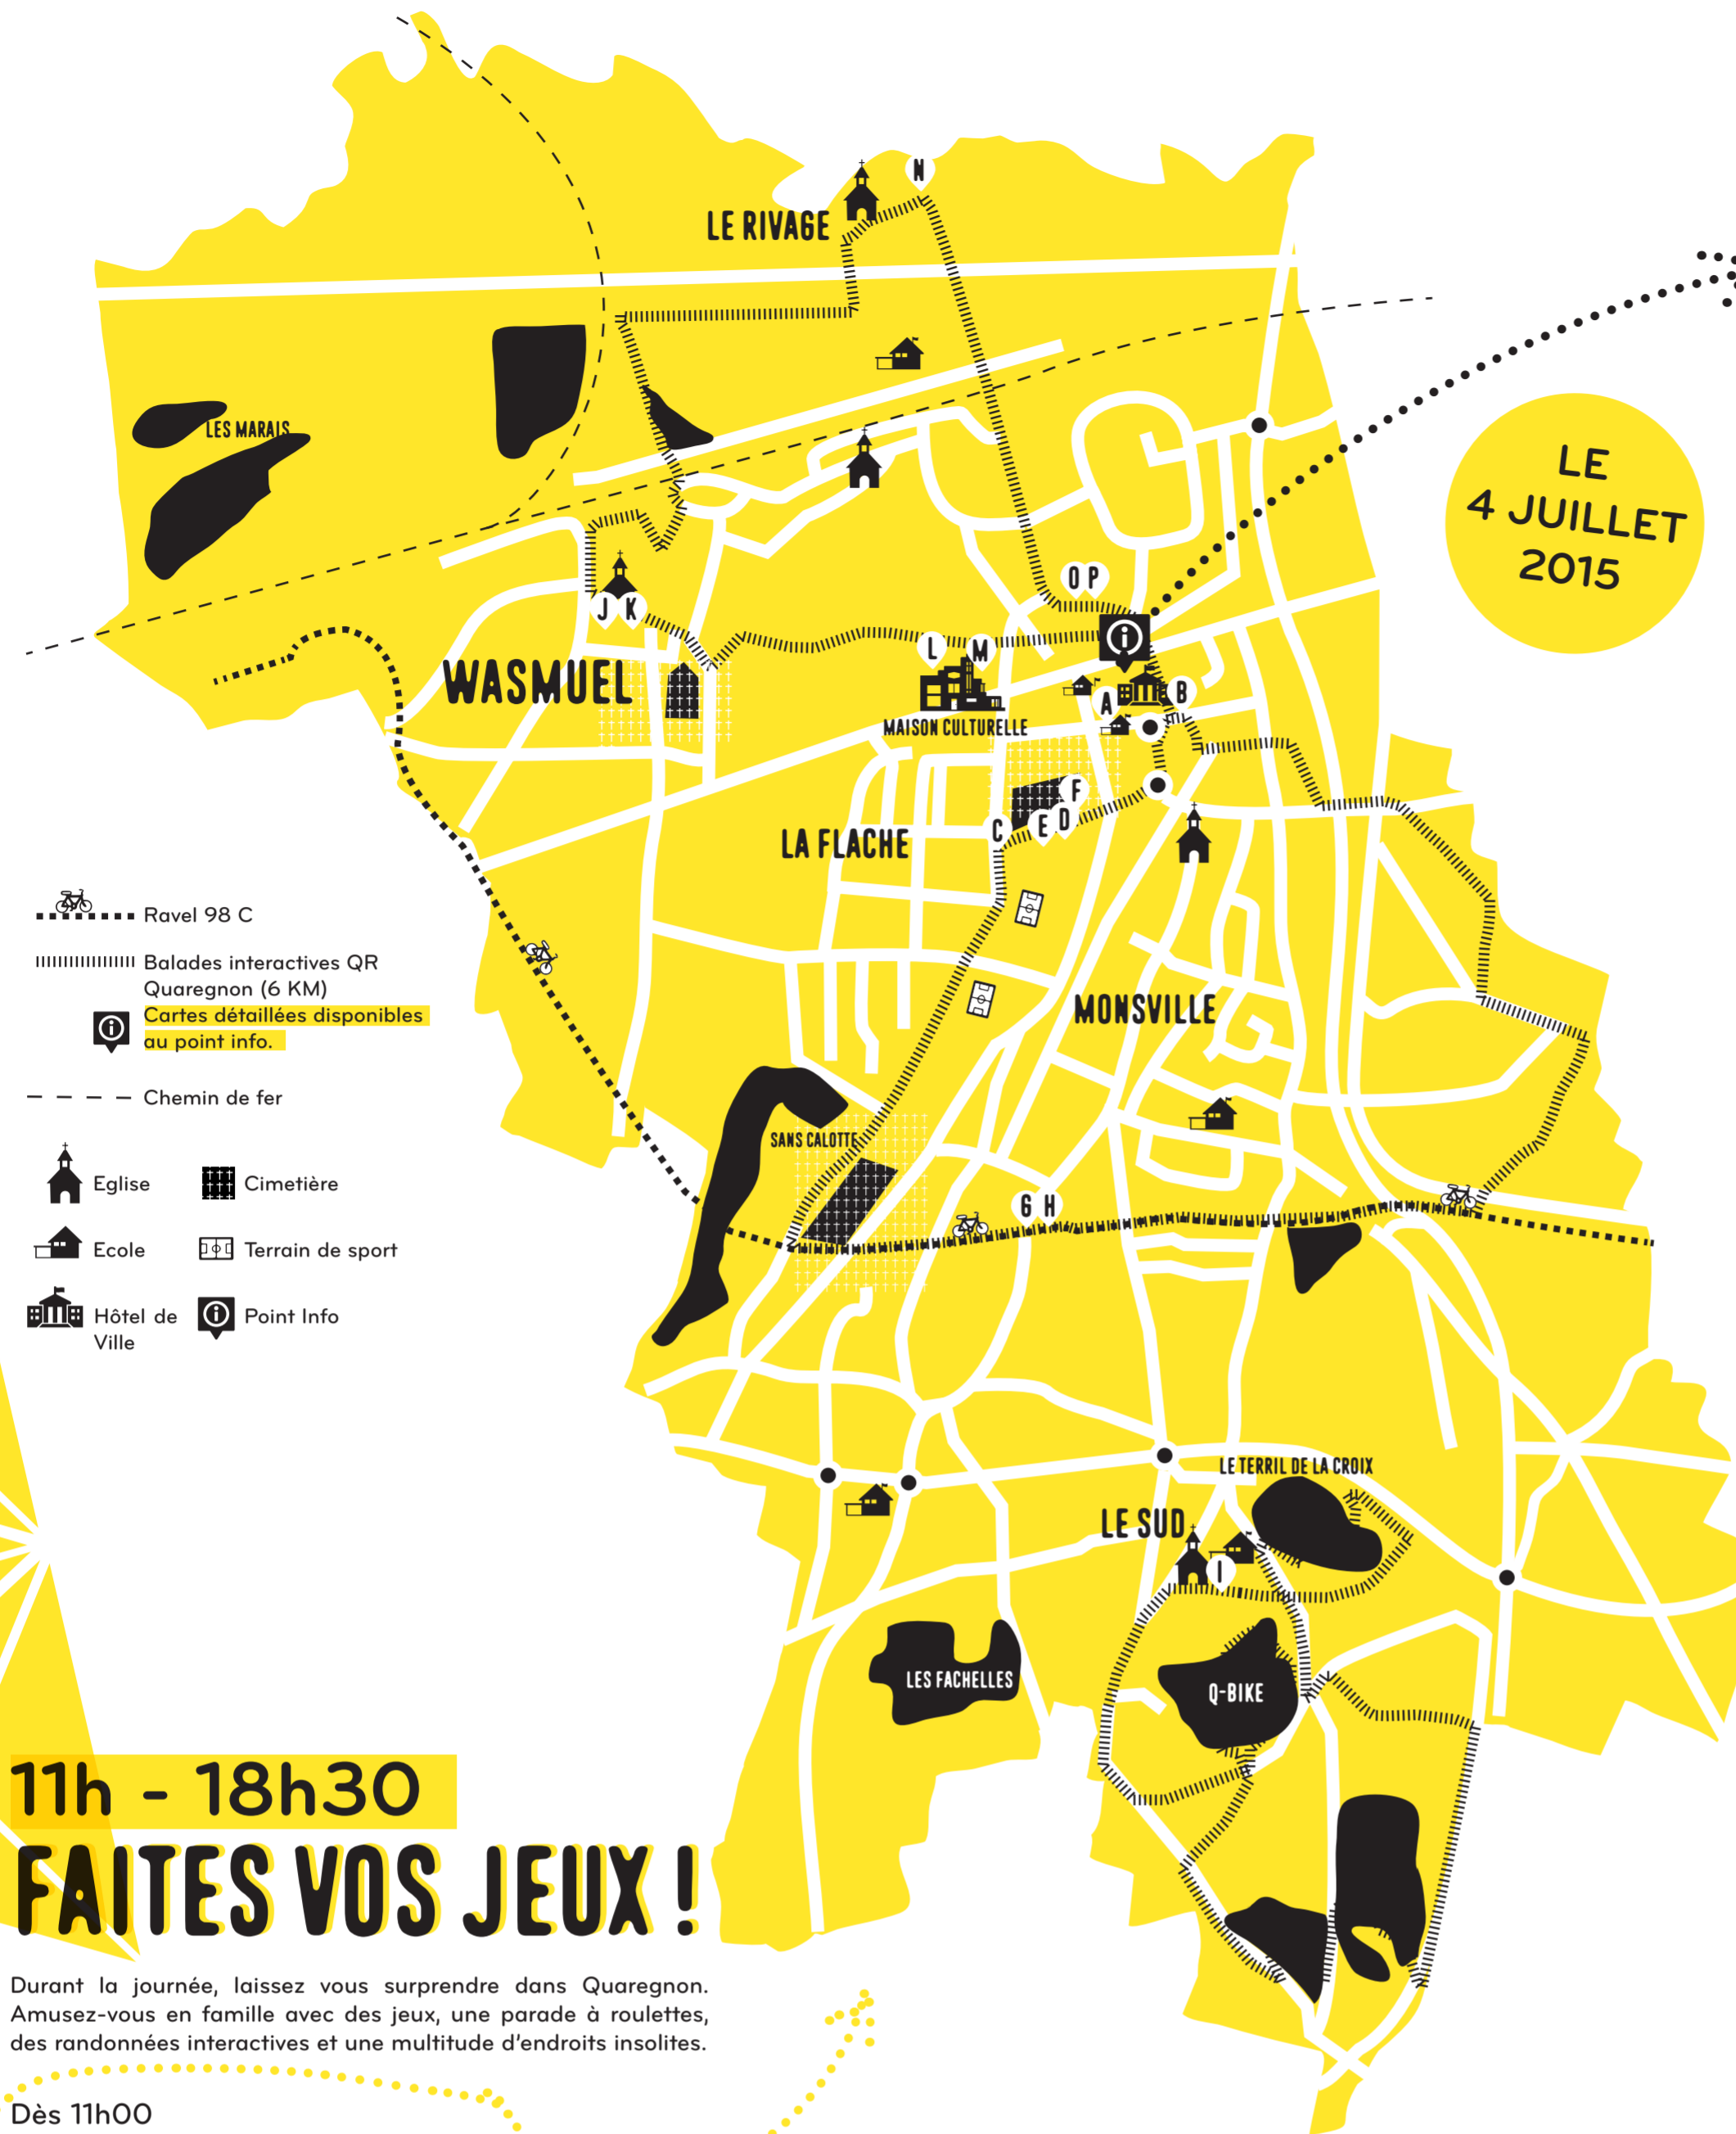 N
LE RIVAGE
LES MARAIS
LE
4 JUILLET
2015
O P
J K
L M
WASMUEL
A
B
MAISON CULTURELLE
F
C
E D
LA FLACHE
Ravel 98 C
Balades interactives QR
Quaregnon (6 KM)
Cartes détaillées disponibles
au point info.
Chemin de fer
MONSVILLE
SANS CALOTTE
Eglise
Cimetière
G H
Ecole
Terrain de sport
Hôtel de
Ville
Point Info
LE TERRIL DE LA CROIX
LE SUD
I
LES FACHELLES
Q-BIKE
11h - 18h30
FAITES VOS JEUX !
Durant la journée, laissez vous surprendre dans Quaregnon.
Amusez-vous en famille avec des jeux, une parade à roulettes,
des randonnées interactives et une multitude d'endroits insolites.
Dès 11h00